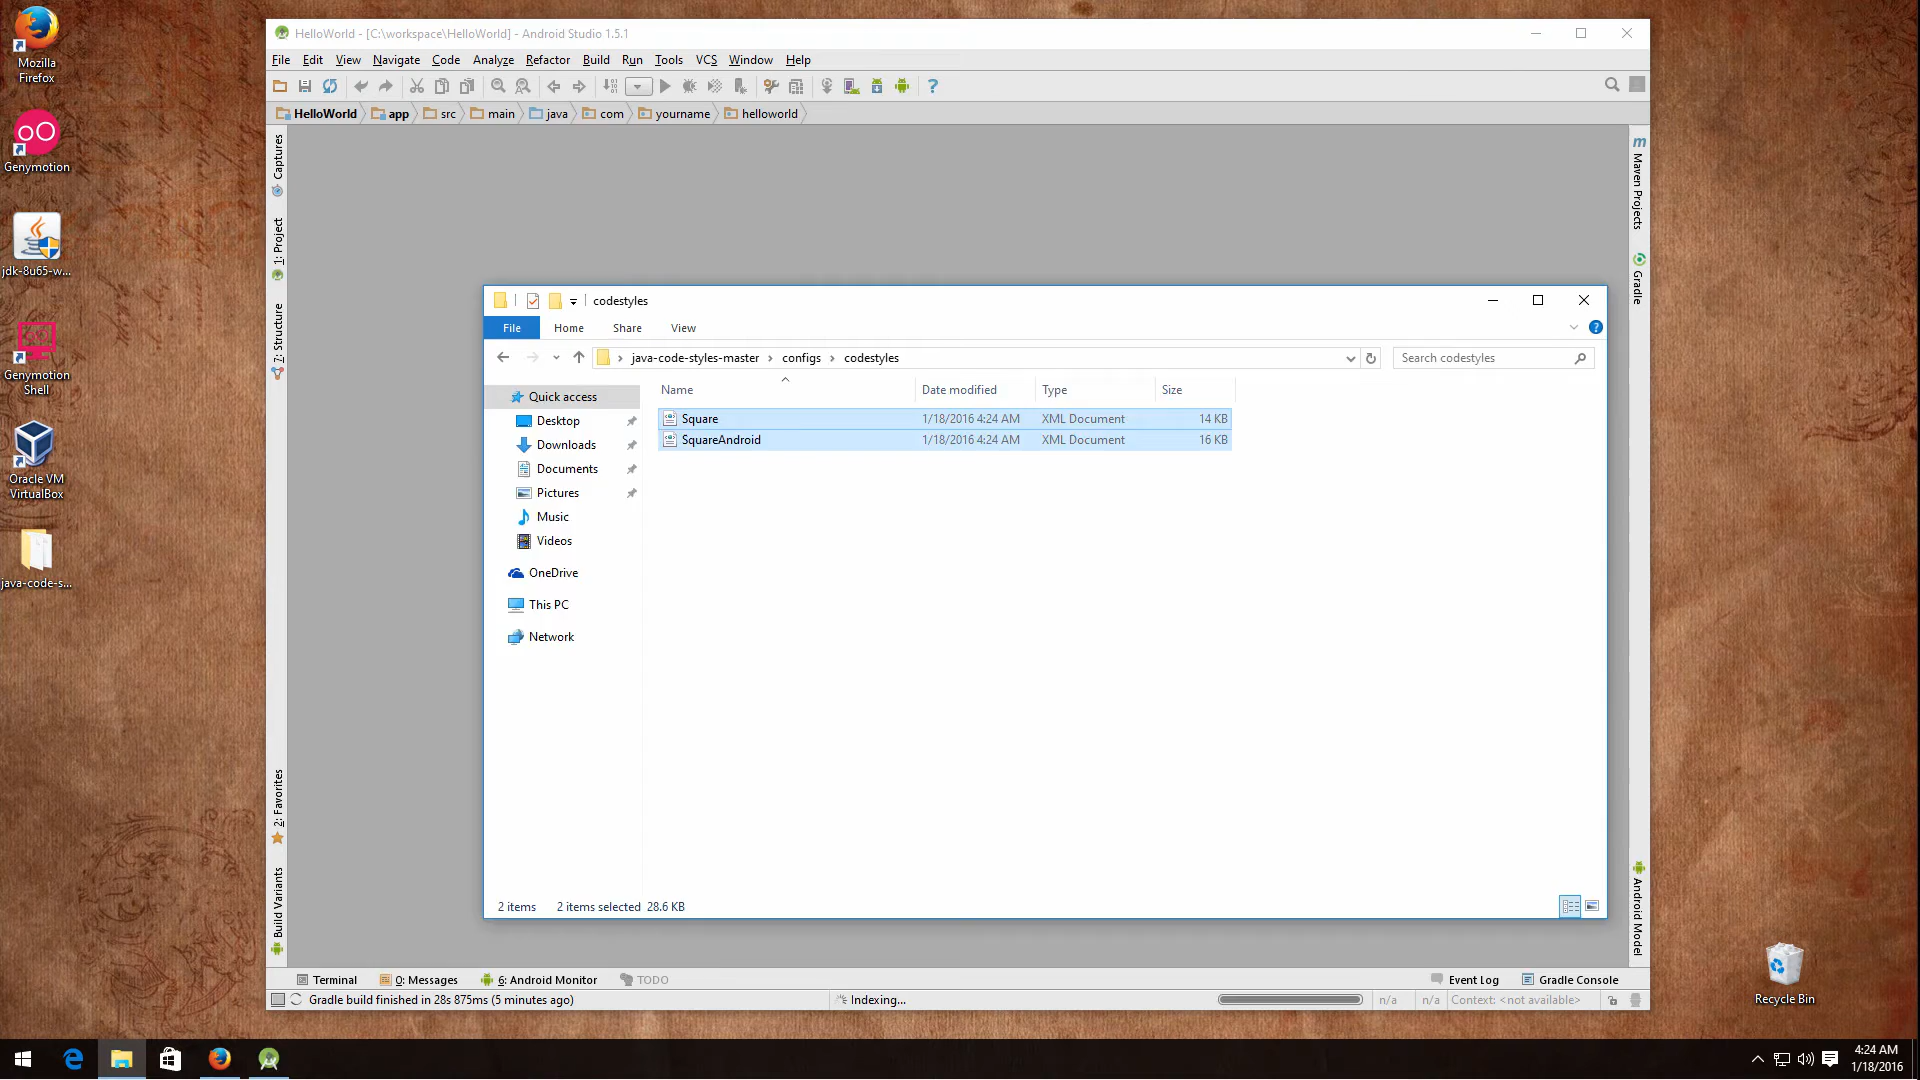 Mozilla
Firefox
Genymotion
jdk-8u65-w...
Genymotion
Shell
Oracle VM
VirtualBox
java-code-s...
HelloWorld - [C:\workspace\HelloWorld] - Android Studio 1.5.1
File Edit View Navigate Code Analyze Refactor Build Run Tools VCS Window Help
HelloWorld app src main java com yourname helloworld
Captures
1: Project
7: Structure
2: Favorites
Build Variants
Maven Projects
Gradle
Android Model
codestyles
File Home Share View
java-code-styles-master > configs > codestyles
Search codestyles
Quick access
Desktop
Downloads
Documents
Pictures
Music
Videos
OneDrive
This PC
Network
Name Date modified Type Size
Square 1/18/2016 4:24 AM XML Document 14 KB
SquareAndroid 1/18/2016 4:24 AM XML Document 16 KB
2 items 2 items selected 28.6 KB
Terminal 0: Messages 6: Android Monitor TODO Event Log Gradle Console
Gradle build finished in 28s 875ms (5 minutes ago) Indexing... n/a n/a Context: <not available>
Recycle Bin
4:24 AM
1/18/2016